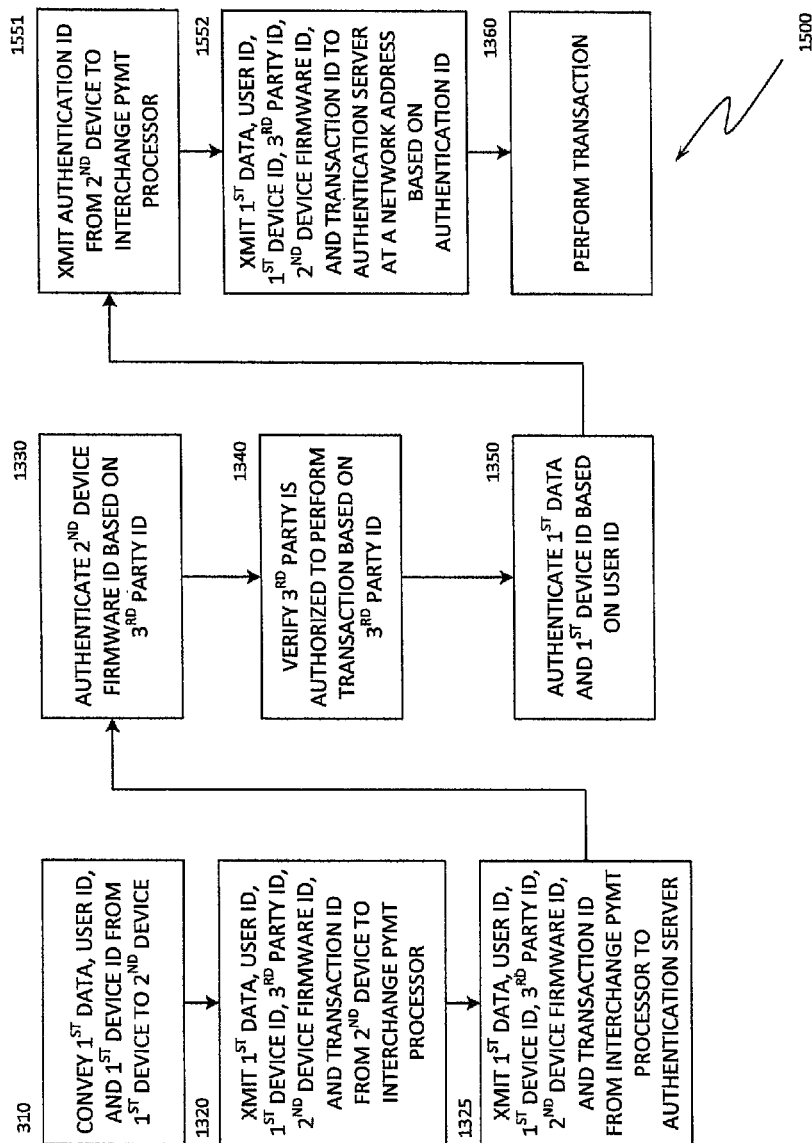 310
CONVEY 1ST DATA, USER ID,
AND 1ST DEVICE ID FROM
1ST DEVICE TO 2ND DEVICE
1320
XMIT 1ST DATA, USER ID,
1ST DEVICE ID, 3RD PARTY ID,
2ND DEVICE FIRMWARE ID,
AND TRANSACTION ID
FROM 2ND DEVICE TO
INTERCHANGE PYMT
PROCESSOR
1325
XMIT 1ST DATA, USER ID,
1ST DEVICE ID, 3RD PARTY ID,
2ND DEVICE FIRMWARE ID,
AND TRANSACTION ID
FROM INTERCHANGE PYMT
PROCESSOR TO
AUTHENTICATION SERVER
1330
AUTHENTICATE 2ND DEVICE
FIRMWARE ID BASED ON
3RD PARTY ID
1340
VERIFY 3RD PARTY IS
AUTHORIZED TO PERFORM
TRANSACTION BASED ON
3RD PARTY ID
1350
AUTHENTICATE 1ST DATA
AND 1ST DEVICE ID BASED
ON USER ID
1551
XMIT AUTHENTICATION ID
FROM 2ND DEVICE TO
INTERCHANGE PYMT
PROCESSOR
1552
XMIT 1ST DATA, USER ID,
1ST DEVICE ID, 3RD PARTY ID,
2ND DEVICE FIRMWARE ID,
AND TRANSACTION ID TO
AUTHENTICATION SERVER
AT A NETWORK ADDRESS
BASED ON
AUTHENTICATION ID
1360
PERFORM TRANSACTION
1500